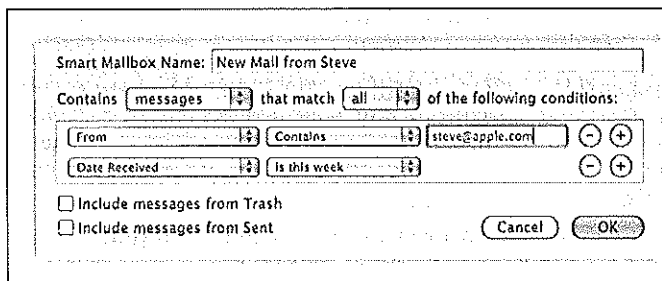 Smart Mailbox Name: New Mail from Steve
Contains messages that match all of the following conditions:
From Contains steve@apple.com - +
Date Received is this week - +
Include messages from Trash
Include messages from Sent Cancel OK